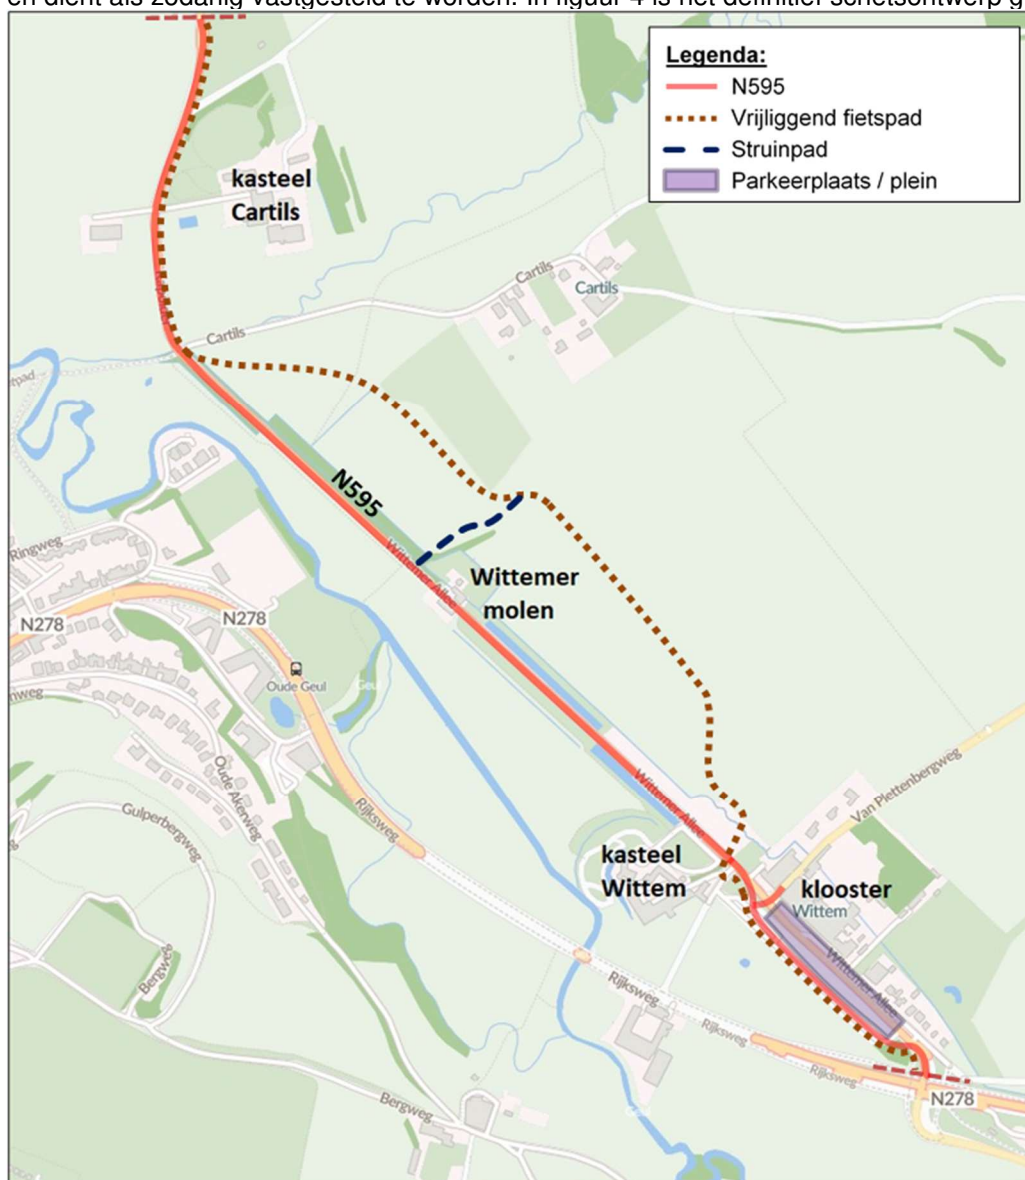 en dient als zodanig vastgesteld te worden. In figuur 4 is het definitief schetsontwerp g
Legenda:
N595
Vrijliggend fietspad
Struinpad
Parkeerplaats / plein
kasteel
Cartils
Cartils
Cartils
Cartils
N595
Wittemer Allee
Wittemer
molen
Ringweg
N278
N278
Oude Geul
Geul
Oude Akerweg
Gulperbergweg
Rijksweg
Wittemer Allee
Van Plettenbergweg
kasteel
Wittem
klooster
Wittem
Wittemer Allee
Bergweg
Rijksweg
Rijksweg
Rijksweg
N278
Bergweg
Geul